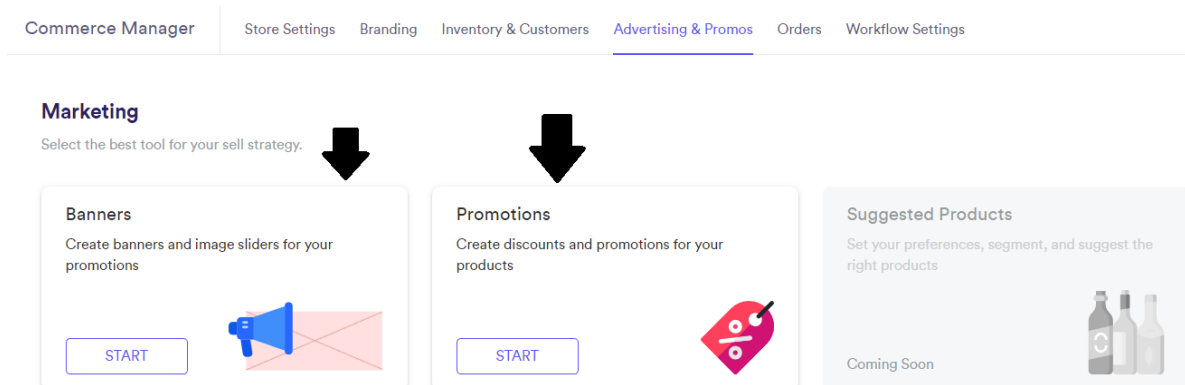 Commerce Manager
Store Settings
Branding
Inventory & Customers
Advertising & Promos
Orders
Workflow Settings
Marketing
Select the best tool for your sell strategy.
Banners
Create banners and image sliders for your
promotions
START
Promotions
Create discounts and promotions for your
products
START
Suggested Products
Set your preferences, segment, and suggest the
right products
Coming Soon